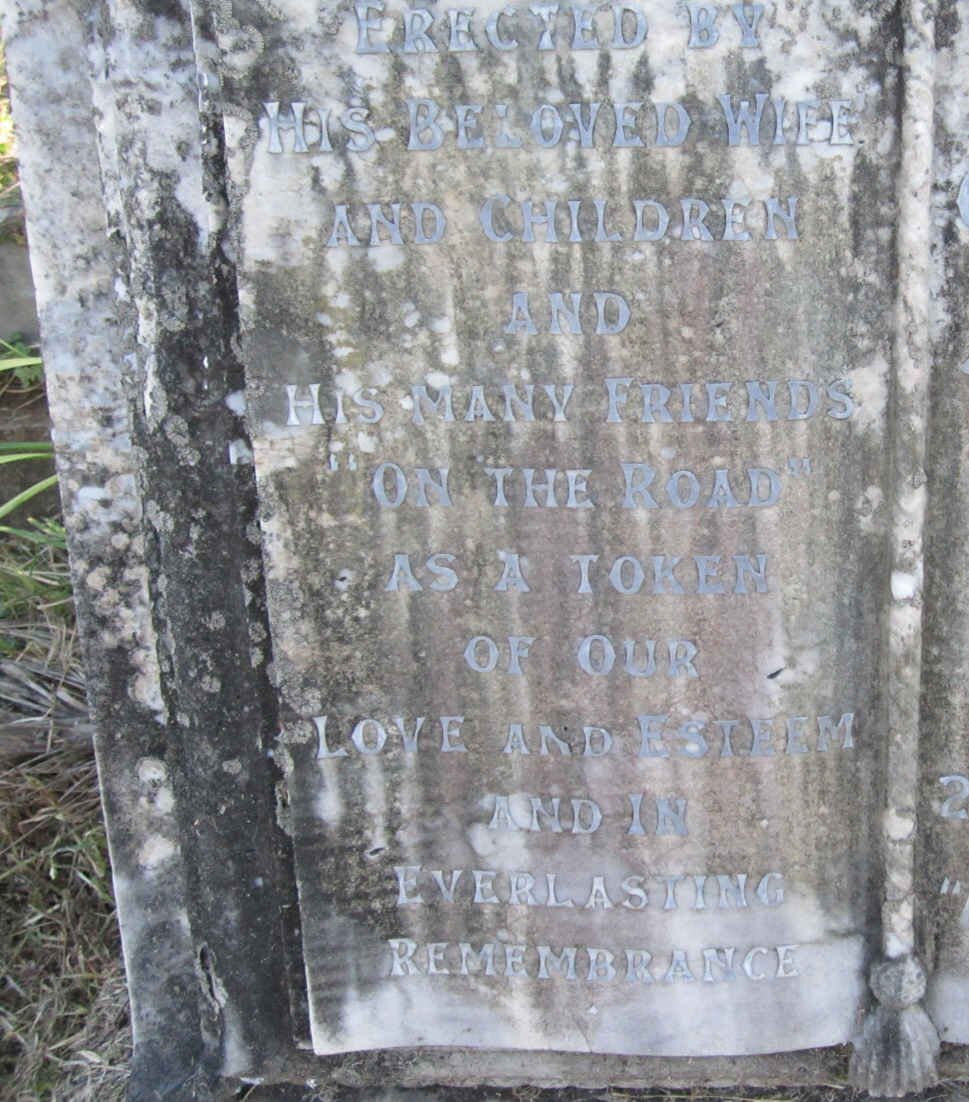 ERECTED BY
HIS BELOVED WIFE
AND CHILDREN
AND
HIS MANY FRIENDS
"ON THE ROAD"
AS A TOKEN
OF OUR
LOVE AND ESTEEM
AND IN
EVERLASTING
REMEMBRANCE
2